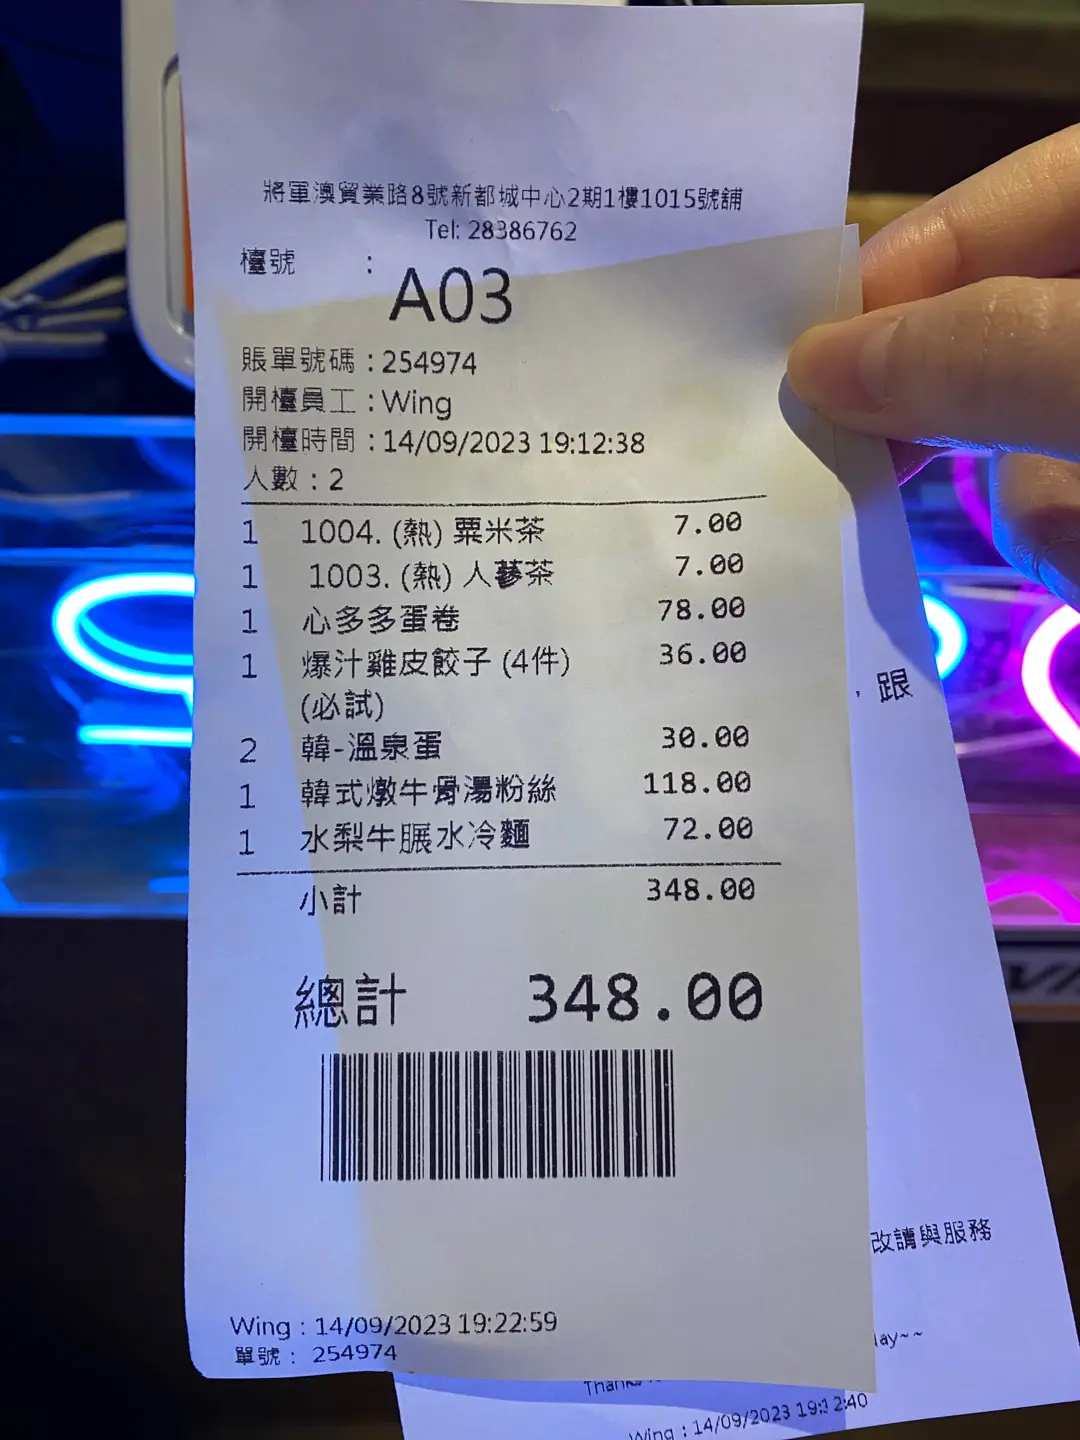 將軍澳貿業路8號新都城中心2期1樓1015號舖
Tel: 28386762
檯號 :
A03
賬單號碼 : 254974
開檯員工 : Wing
開檯時間 : 14/09/2023 19:12:38
人數 : 2
1 1004. (熱) 粟米茶 7.00
1 1003. (熱) 人蔘茶 7.00
1 心多多蛋卷 78.00
1 爆汁雞皮餃子 (4件) 36.00
(必試)
2 韓-溫泉蛋 30.00
1 韓式燉牛骨湯粉絲 118.00
1 水梨牛𦟌水冷麵 72.00
小計 348.00
總計 348.00
Wing : 14/09/2023 19:22:59
單號 : 254974
，跟
改讀與服務
lay~~
Wing : 14/09/2023